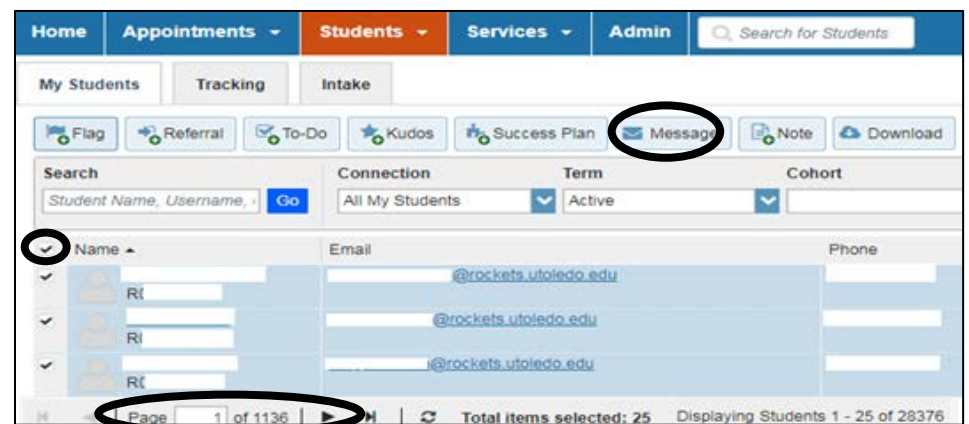 Home Appointments Students Services Admin Search for Students
My Students Tracking Intake
Flag Referral To-Do Kudos Success Plan Message Note Download
Search Connection Term Cohort
Student Name, Username, Go All My Students Active
Name Email Phone
@rockets.utoledo.edu
@rockets.utoledo.edu
@rockets.utoledo.edu
Page 1 of 1136 Total items selected: 25 Displaying Students 1 - 25 of 28376